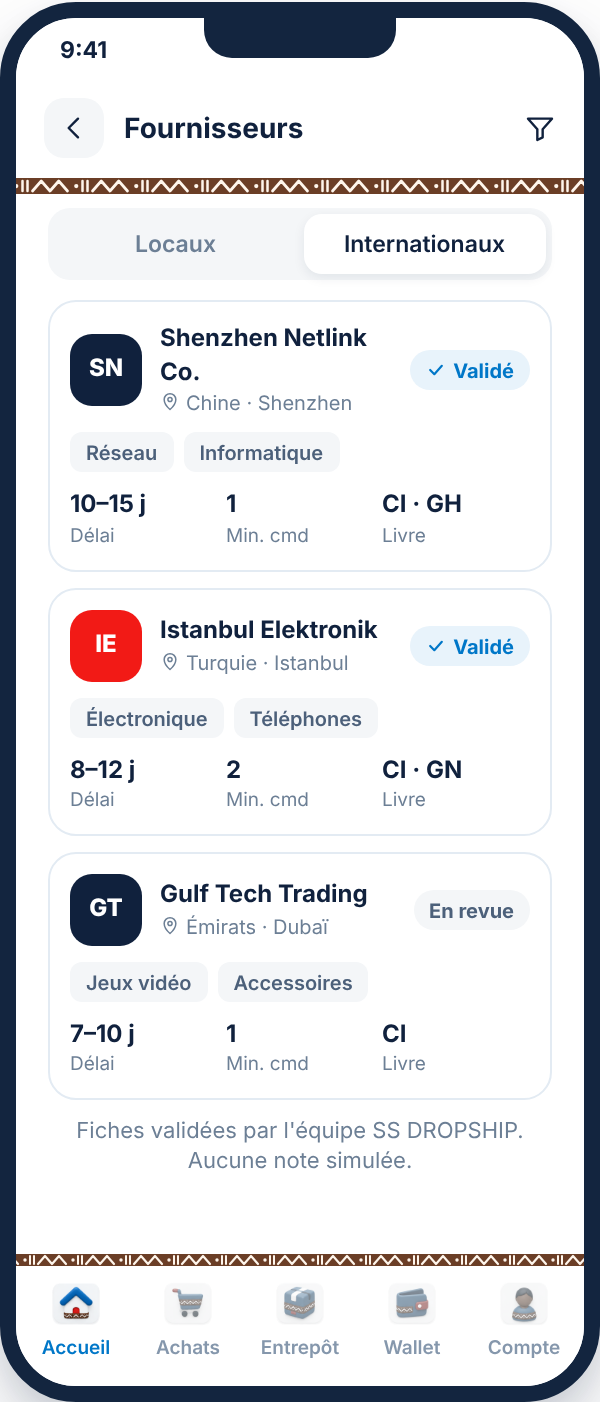 9:41
Fournisseurs
Locaux
Internationaux
SN
Shenzhen Netlink
Co.
Chine · Shenzhen
Validé
Réseau
Informatique
10–15 j
1
CI · GH
Délai
Min. cmd
Livre
IE
Istanbul Elektronik
Turquie · Istanbul
Validé
Électronique
Téléphones
8–12 j
2
CI · GN
Délai
Min. cmd
Livre
GT
Gulf Tech Trading
Émirats · Dubaï
En revue
Jeux vidéo
Accessoires
7–10 j
1
CI
Délai
Min. cmd
Livre
Fiches validées par l'équipe SS DROPSHIP.
Aucune note simulée.
Accueil
Achats
Entrepôt
Wallet
Compte